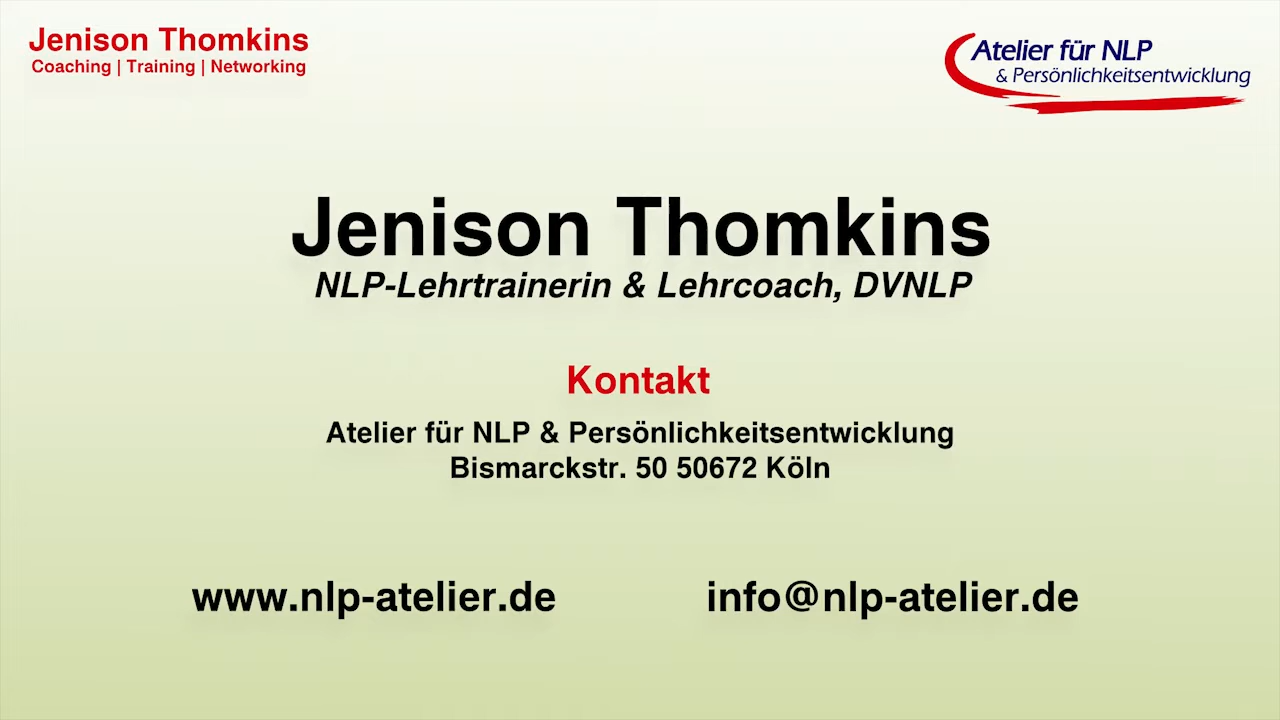 Jenison Thomkins
Coaching | Training | Networking
Atelier für NLP
& Persönlichkeitsentwicklung
Jenison Thomkins
NLP-Lehrtrainerin & Lehrcoach, DVNLP
Kontakt
Atelier für NLP & Persönlichkeitsentwicklung
Bismarckstr. 50 50672 Köln
www.nlp-atelier.de
info@nlp-atelier.de